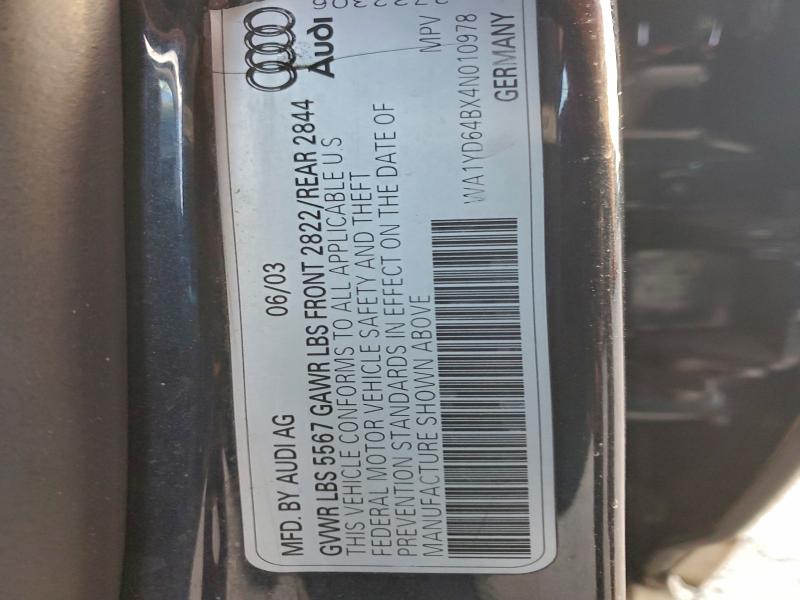 MFD. BY AUDI AG 06/03
GVWR LBS 5567 GAWR LBS FRONT 2822/REAR 2844
THIS VEHICLE CONFORMS TO ALL APPLICABLE U.S
FEDERAL MOTOR VEHICLE SAFETY AND THEFT
PREVENTION STANDARDS IN EFFECT ON THE DATE OF
MANUFACTURE SHOWN ABOVE
MPV
WA1YD64BX4N010978
GERMANY
Audi